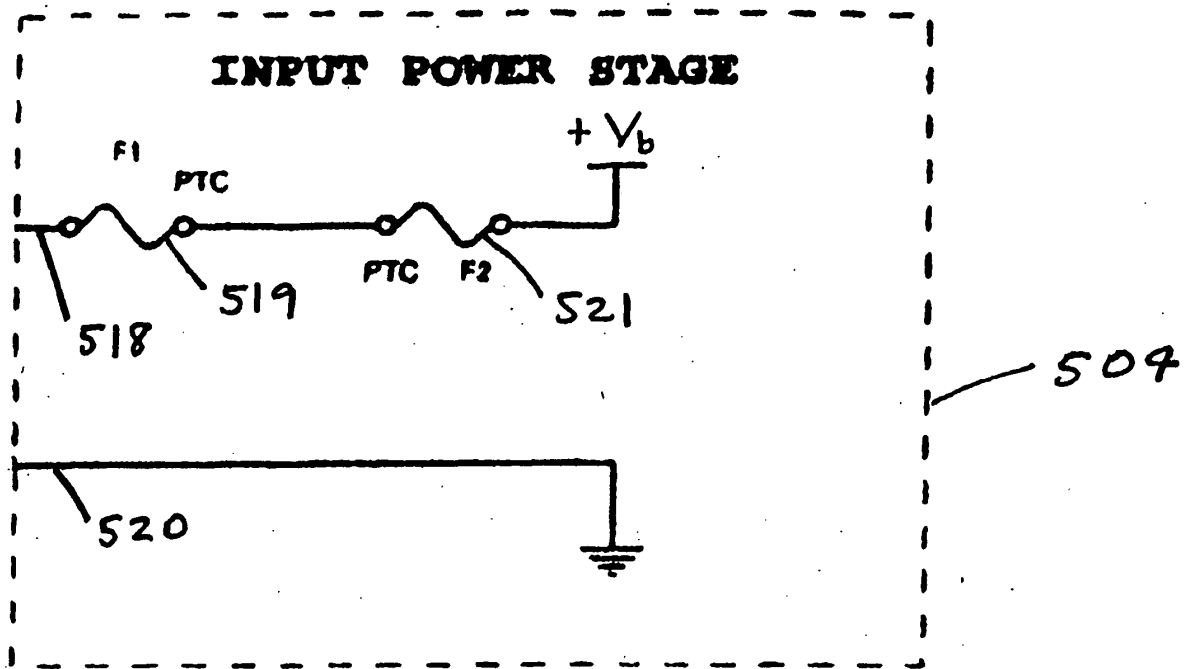 INPUT POWER STAGE
+ Vb
F1
PTC
519
PTC F2
521
518
504
520